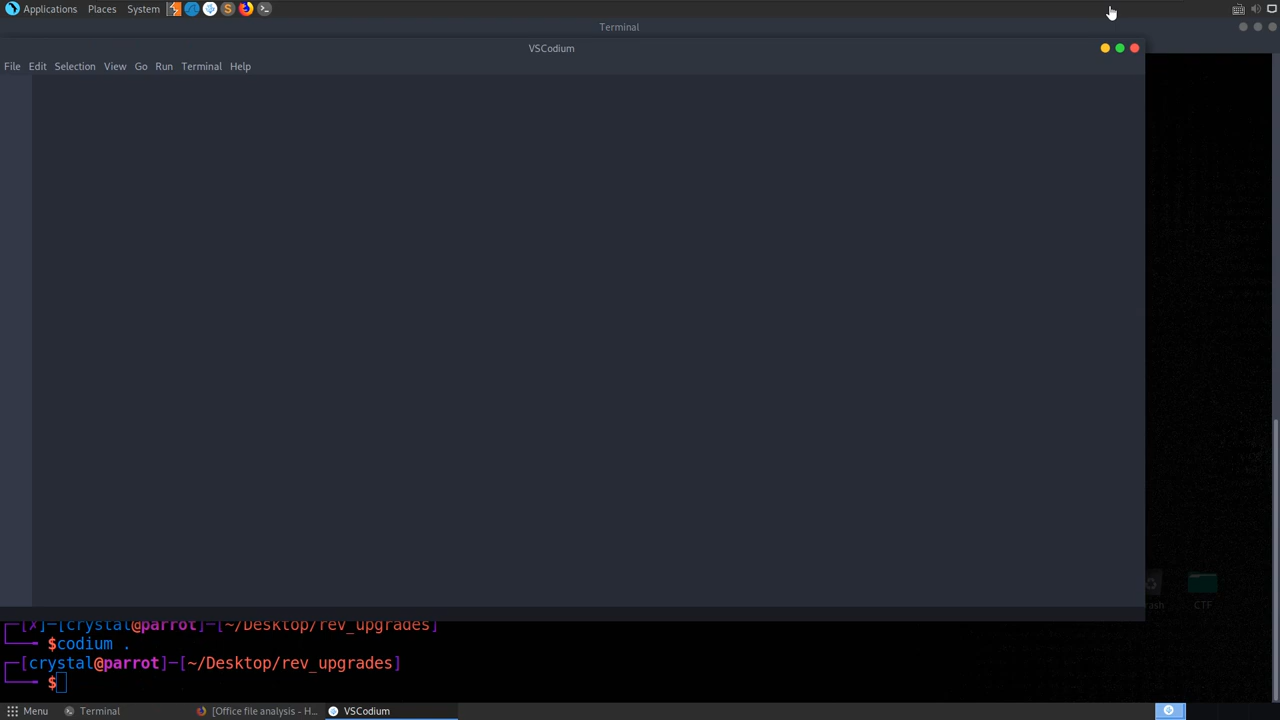 Applications Places System
Terminal
VSCodium
File Edit Selection View Go Run Terminal Help
CTF
┌─[✗]─[crystal@parrot]─[~/Desktop/rev_upgrades]
└──╼ $codium .
┌─[crystal@parrot]─[~/Desktop/rev_upgrades]
└──╼ $
Menu Terminal [Office file analysis - H... VSCodium